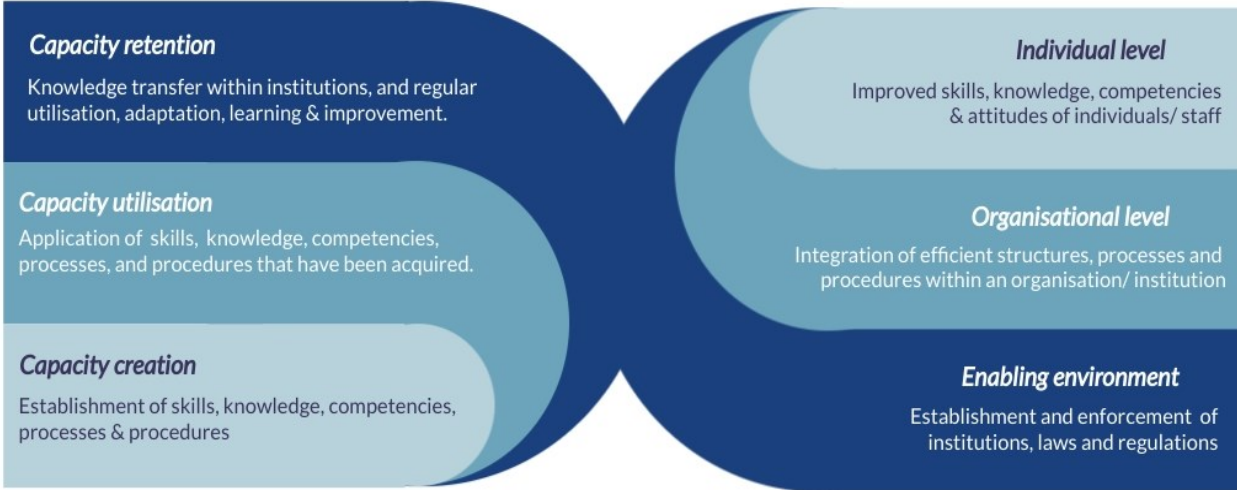 Capacity retention
Knowledge transfer within institutions, and regular
utilisation, adaptation, learning & improvement.
Capacity utilisation
Application of skills, knowledge, competencies,
processes, and procedures that have been acquired.
Capacity creation
Establishment of skills, knowledge, competencies,
processes & procedures
Individual level
Improved skills, knowledge, competencies
& attitudes of individuals/ staff
Organisational level
Integration of efficient structures, processes and
procedures within an organisation/ institution
Enabling environment
Establishment and enforcement of
institutions, laws and regulations